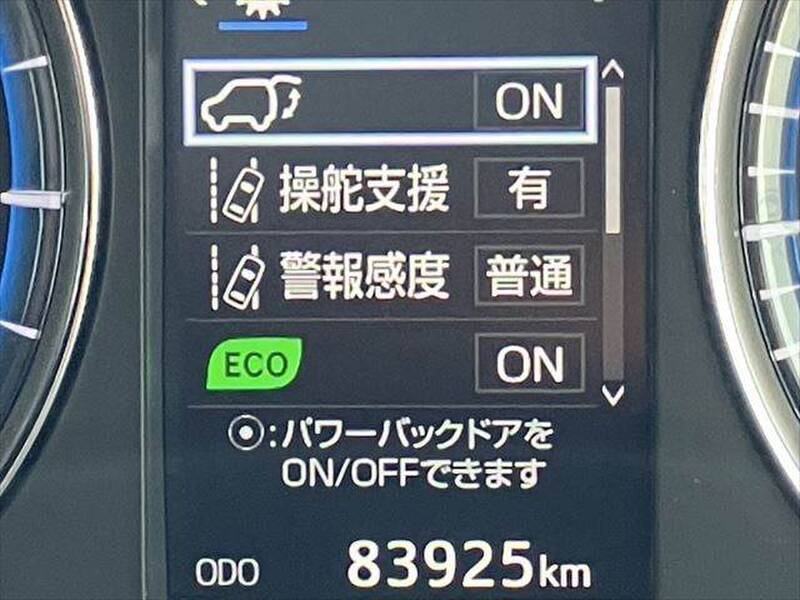 ON
操舵支援 有
警報感度 普通
ECO ON
⦿:パワーバックドアを
ON/OFFできます
ODO 83925km